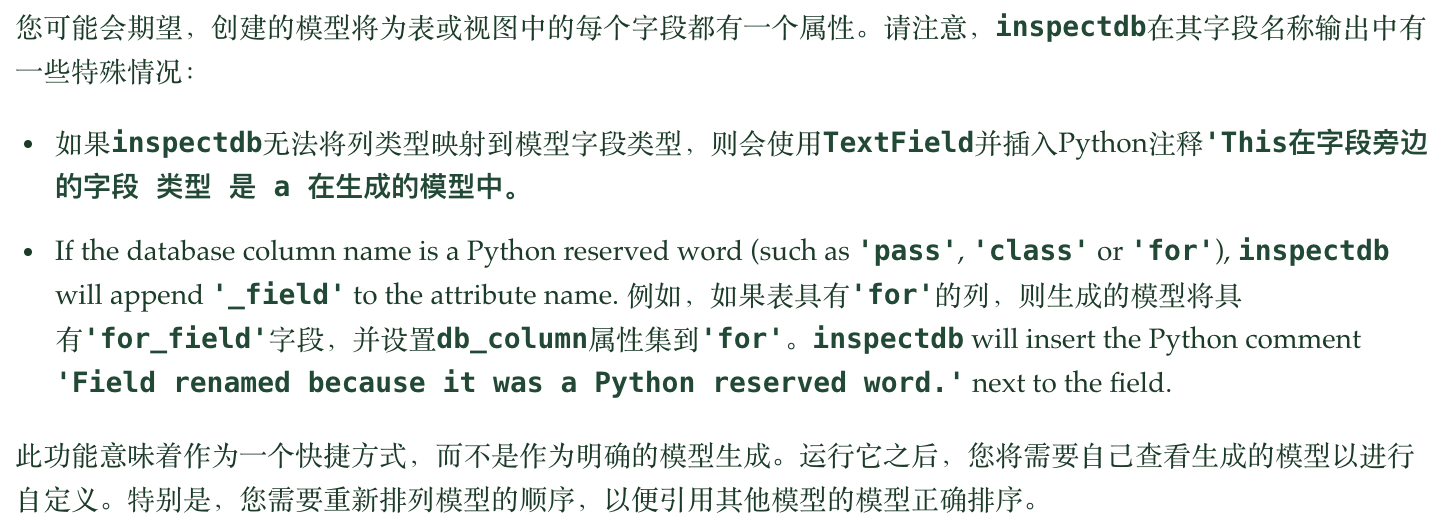 您可能会期望，创建的模型将为表或视图中的每个字段都有一个属性。请注意，inspectdb在其字段名称输出中有
一些特殊情况：
• 如果inspectdb无法将列类型映射到模型字段类型，则会使用TextField并插入Python注释'This在字段旁边
的字段 类型 是 a 在生成的模型中。
• If the database column name is a Python reserved word (such as 'pass', 'class' or 'for'), inspectdb
will append '_field' to the attribute name. 例如，如果表具有'for'的列，则生成的模型将具
有'for_field'字段，并设置db_column属性集到'for'。inspectdb will insert the Python comment
'Field renamed because it was a Python reserved word.' next to the field.
此功能意味着作为一个快捷方式，而不是作为明确的模型生成。运行它之后，您将需要自己查看生成的模型以进行
自定义。特别是，您需要重新排列模型的顺序，以便引用其他模型的模型正确排序。